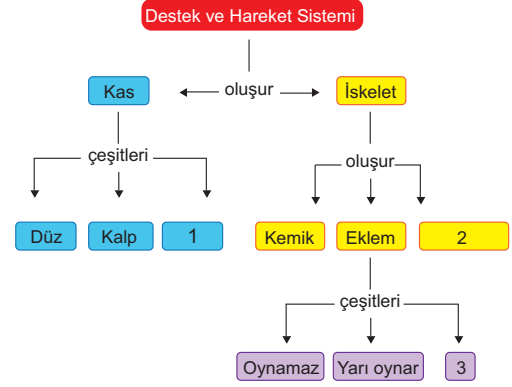 Destek ve Hareket Sistemi
Kas oluşur İskelet
çeşitleri oluşur
Düz Kalp 1 Kemik Eklem 2
çeşitleri
Oynamaz Yarı oynar 3